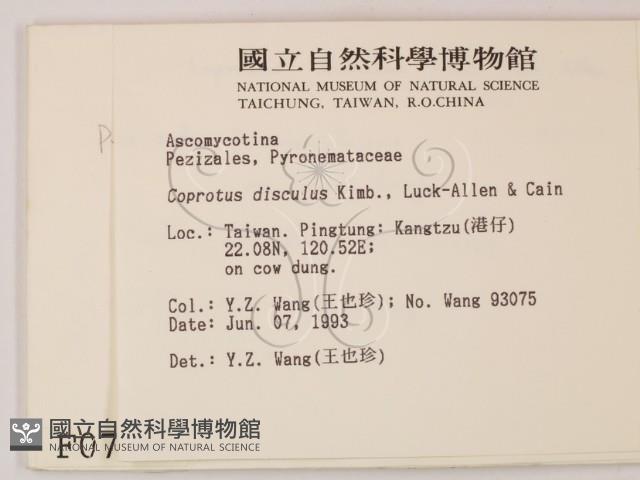 國立自然科學博物館
NATIONAL MUSEUM OF NATURAL SCIENCE
TAICHUNG, TAIWAN, R.O.CHINA
P.
Ascomycotina
Pezizales, Pyronemataceae
Coprotus disculus Kimb., Luck-Allen & Cain
Loc.: Taiwan. Pingtung: Kangtzu(港仔)
22.08N, 120.52E;
on cow dung.
Col.: Y.Z. Wang(王也珍); No. Wang 93075
Date: Jun. 07, 1993
Det.: Y.Z. Wang(王也珍)
國立自然科學博物館
NATIONAL MUSEUM OF NATURAL SCIENCE
F07